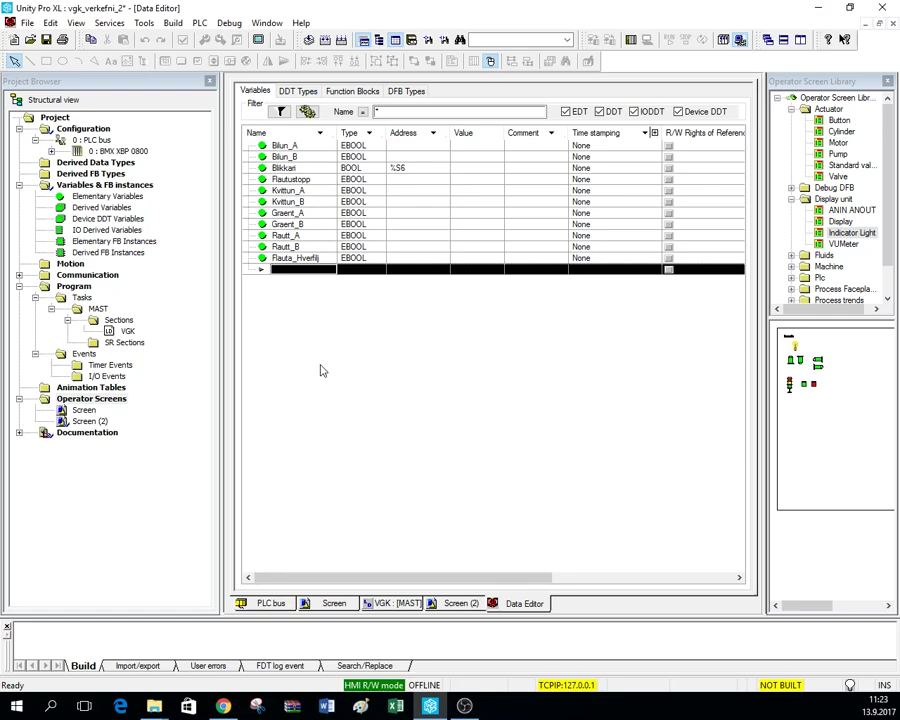 Unity Pro XL : vgk_verkefni_2* - [Data Editor]
File Edit View Services Tools Build PLC Debug Window Help
Project Browser
Structural view
Project
Configuration
0 : PLC bus
0 : BMX XBP 0800
Derived Data Types
Derived FB Types
Variables & FB instances
Elementary Variables
Derived Variables
Device DDT Variables
IO Derived Variables
Elementary FB Instances
Derived FB Instances
Motion
Communication
Program
Tasks
MAST
Sections
VGK
SR Sections
Events
Timer Events
I/O Events
Animation Tables
Operator Screens
Screen
Screen (2)
Documentation
Variables DDT Types Function Blocks DFB Types
Filter
Name = * EDT DDT IODDT Device DDT
Name Type Address Value Comment Time stamping R/W Rights of Referenc
Bilun_A EBOOL None
Bilun_B EBOOL None
Blikkari BOOL %S6 None
Flautustopp EBOOL None
Kvittun_A EBOOL None
Kvittun_B EBOOL None
Graent_A EBOOL None
Graent_B EBOOL None
Rautt_A EBOOL None
Rautt_B EBOOL None
Flauta_Hverfilj EBOOL None
PLC bus Screen VGK : [MAST] Screen (2) Data Editor
Operator Screen Library
Operator Screen Libr...
Actuator
Button
Cylinder
Motor
Pump
Standard val...
Valve
Debug DFB
Display unit
ANIN ANOUT
Display
Indicator Light
VUMeter
Fluids
Machine
Plc
Process Facepla...
Process trends
Build Import/export User errors FDT log event Search/Replace
Ready HMI R/W mode OFFLINE TCPIP:127.0.0.1 NOT BUILT INS
11:23
13.9.2017